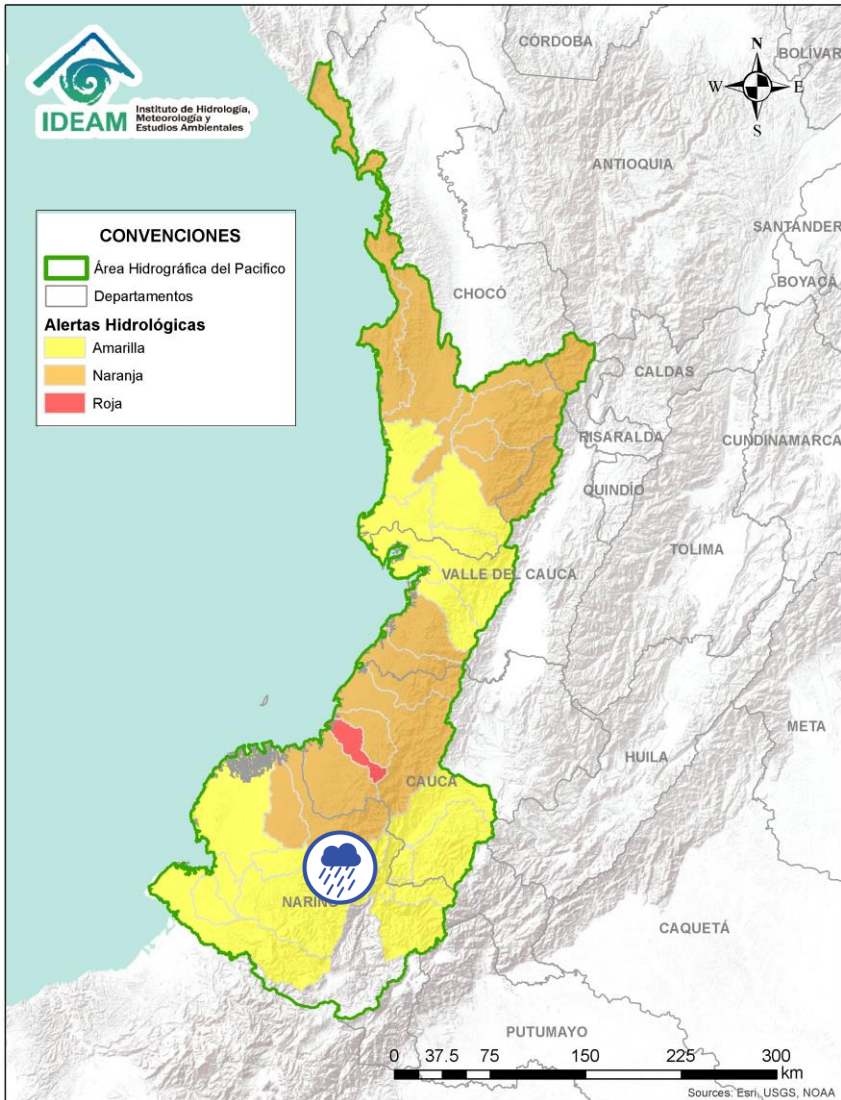 IDEAM
Instituto de Hidrología,
Meteorología y
Estudios Ambientales
N
W
E
S
CÓRDOBA
BOLÍVAR
ANTIOQUIA
SANTANDER
BOYACÁ
CHOCÓ
CALDAS
RISARALDA
CUNDINAMARCA
QUINDÍO
TOLIMA
VALLE DEL CAUCA
META
HUILA
CAUCA
NARIÑO
CAQUETÁ
PUTUMAYO
CONVENCIONES
Área Hidrográfica del Pacifico
Departamentos
Alertas Hidrológicas
Amarilla
Naranja
Roja
0 37.5 75 150 225 300
km
Sources: Esri, USGS, NOAA